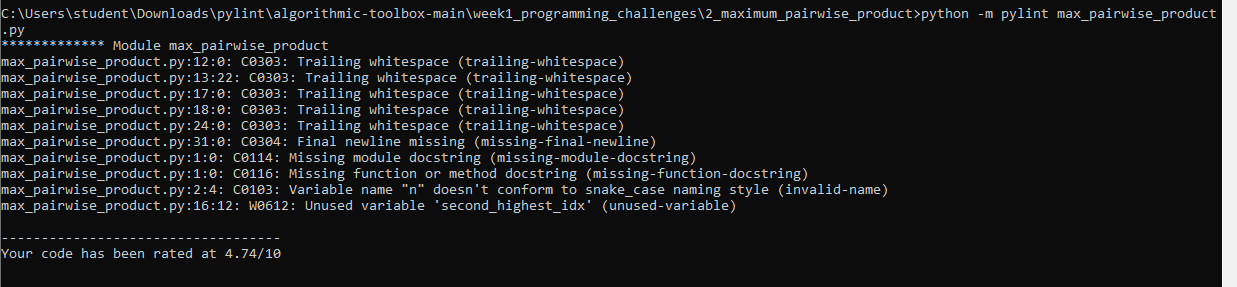 C:\Users\student\Downloads\pylint\algorithmic-toolbox-main\week1_programming_challenges\2_maximum_pairwise_product>python -m pylint max_pairwise_product
.py
************* Module max_pairwise_product
max_pairwise_product.py:12:0: C0303: Trailing whitespace (trailing-whitespace)
max_pairwise_product.py:13:22: C0303: Trailing whitespace (trailing-whitespace)
max_pairwise_product.py:17:0: C0303: Trailing whitespace (trailing-whitespace)
max_pairwise_product.py:18:0: C0303: Trailing whitespace (trailing-whitespace)
max_pairwise_product.py:24:0: C0303: Trailing whitespace (trailing-whitespace)
max_pairwise_product.py:31:0: C0304: Final newline missing (missing-final-newline)
max_pairwise_product.py:1:0: C0114: Missing module docstring (missing-module-docstring)
max_pairwise_product.py:1:0: C0116: Missing function or method docstring (missing-function-docstring)
max_pairwise_product.py:2:4: C0103: Variable name "n" doesn't conform to snake_case naming style (invalid-name)
max_pairwise_product.py:16:12: W0612: Unused variable 'second_highest_idx' (unused-variable)
-----------------------------------
Your code has been rated at 4.74/10